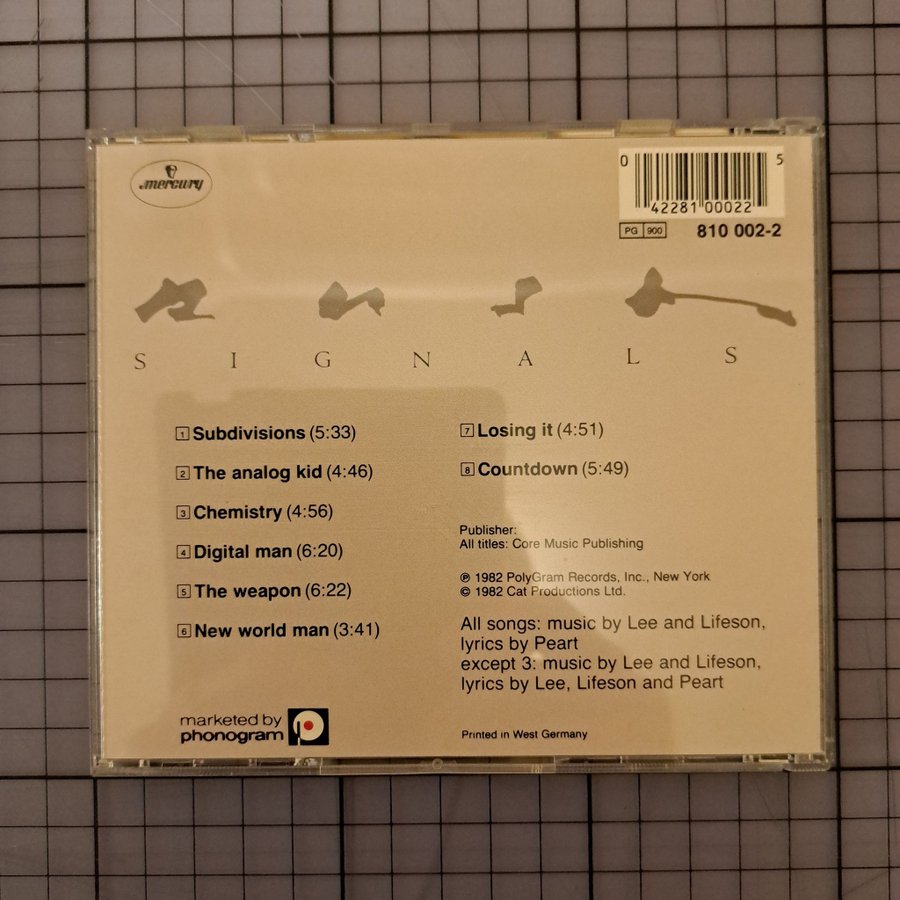 mercury
0 42281 00022 5
PG 900 810 002-2
SIGNALS
1 Subdivisions (5:33)
2 The analog kid (4:46)
3 Chemistry (4:56)
4 Digital man (6:20)
5 The weapon (6:22)
6 New world man (3:41)
7 Losing it (4:51)
8 Countdown (5:49)
Publisher:
All titles: Core Music Publishing
℗ 1982 PolyGram Records, Inc., New York
© 1982 Cat Productions Ltd.
All songs: music by Lee and Lifeson,
lyrics by Peart
except 3: music by Lee and Lifeson,
lyrics by Lee, Lifeson and Peart
marketed by
phonogram
Printed in West Germany